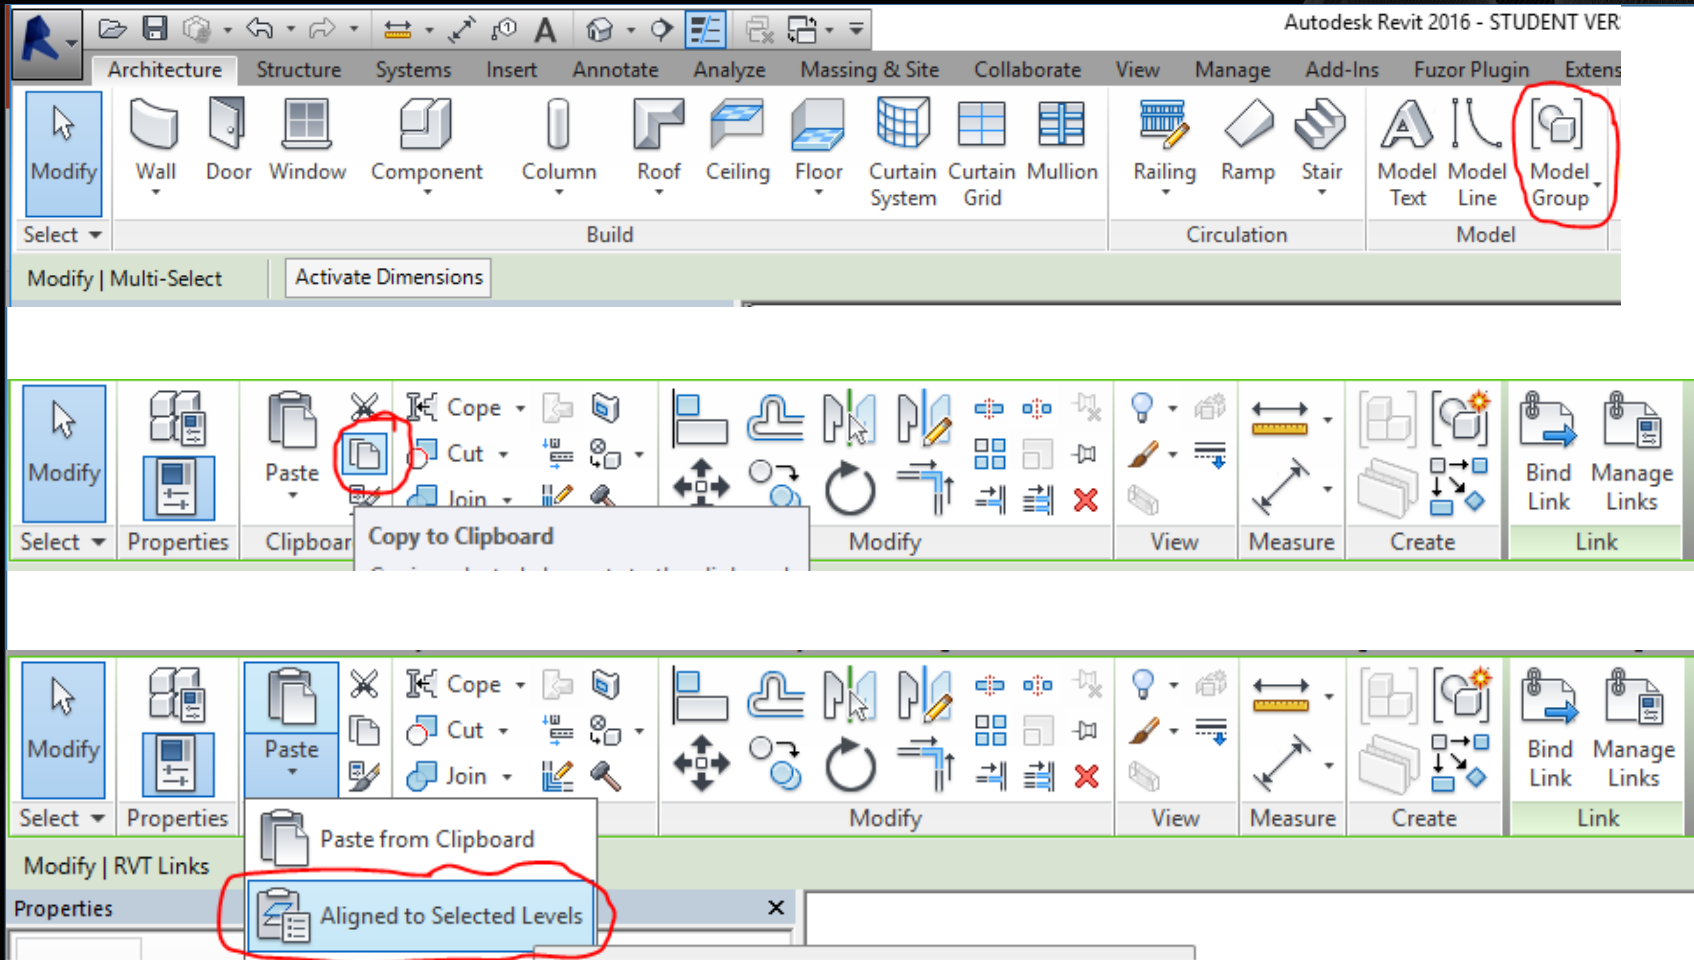 Autodesk Revit 2016 - STUDENT VER
Architecture Structure Systems Insert Annotate Analyze Massing & Site Collaborate View Manage Add-Ins Fuzor Plugin Extens
Modify Wall Door Window Component Column Roof Ceiling Floor Curtain System Curtain Grid Mullion Railing Ramp Stair Model Text Model Line Model Group
Select Build Circulation Model
Modify | Multi-Select Activate Dimensions
Cope
Modify Paste Cut Bind Link Manage Links
Join
Select Properties Clipboar Modify View Measure Create Link
Copy to Clipboard
Cope
Modify Paste Cut Bind Link Manage Links
Join
Select Properties Modify View Measure Create Link
Paste from Clipboard
Modify | RVT Links
Properties
Aligned to Selected Levels